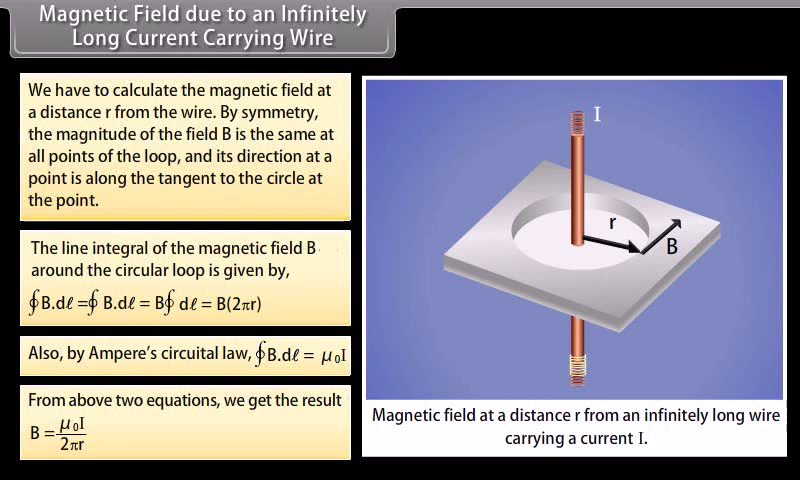 Magnetic Field due to an Infinitely
Long Current Carrying Wire
We have to calculate the magnetic field at
a distance r from the wire. By symmetry,
the magnitude of the field B is the same at
all points of the loop, and its direction at a
point is along the tangent to the circle at
the point.
The line integral of the magnetic field B
around the circular loop is given by,
∮B.dℓ =∮ B.dℓ = B∮ dℓ = B(2πr)
Also, by Ampere's circuital law, ∮B.dℓ = μ₀I
From above two equations, we get the result
B = μ₀I
2πr
I
r
B
Magnetic field at a distance r from an infinitely long wire
carrying a current I.